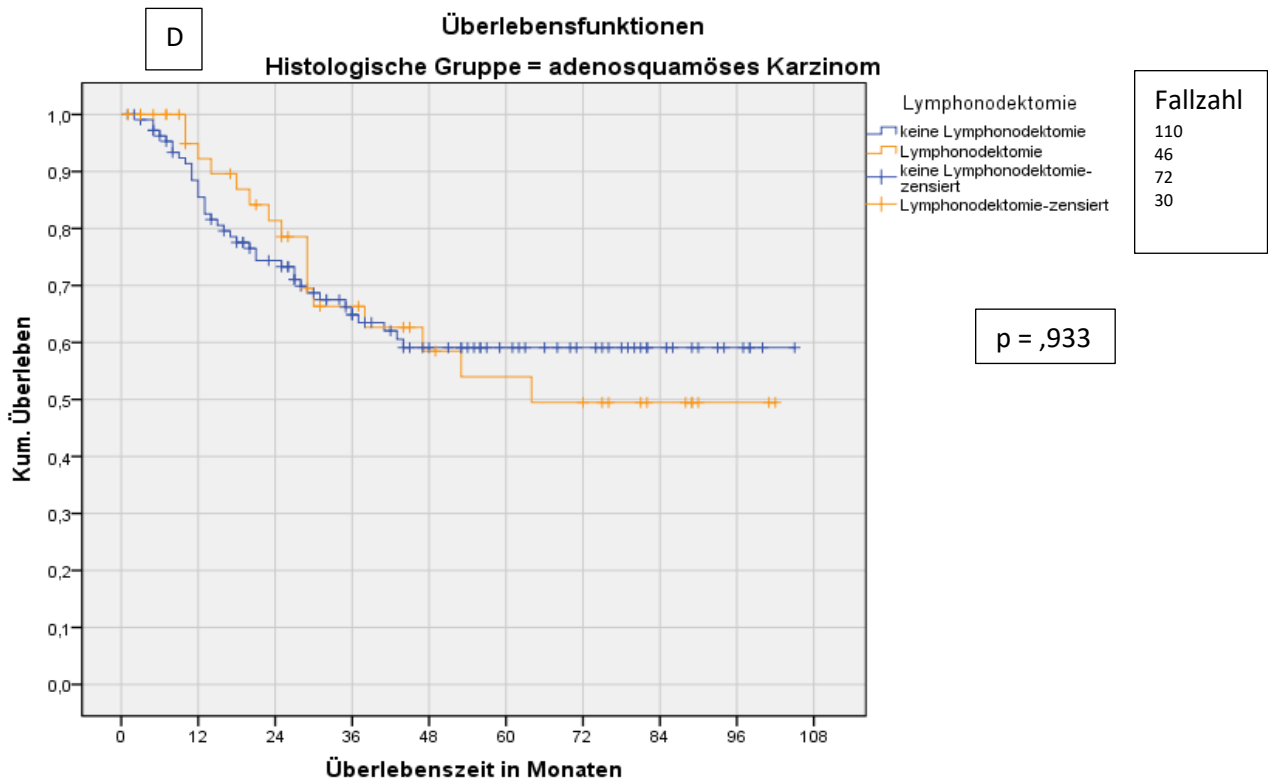 D
Überlebensfunktionen
Histologische Gruppe = adenosquamöses Karzinom
Kum. Überleben
1,0
0,9
0,8
0,7
0,6
0,5
0,4
0,3
0,2
0,1
0,0
0 12 24 36 48 60 72 84 96 108
Überlebenszeit in Monaten
Lymphonodektomie
keine Lymphonodektomie
Lymphonodektomie
keine Lymphonodektomie-
zensiert
Lymphonodektomie-zensiert
Fallzahl
110
46
72
30
p = ,933